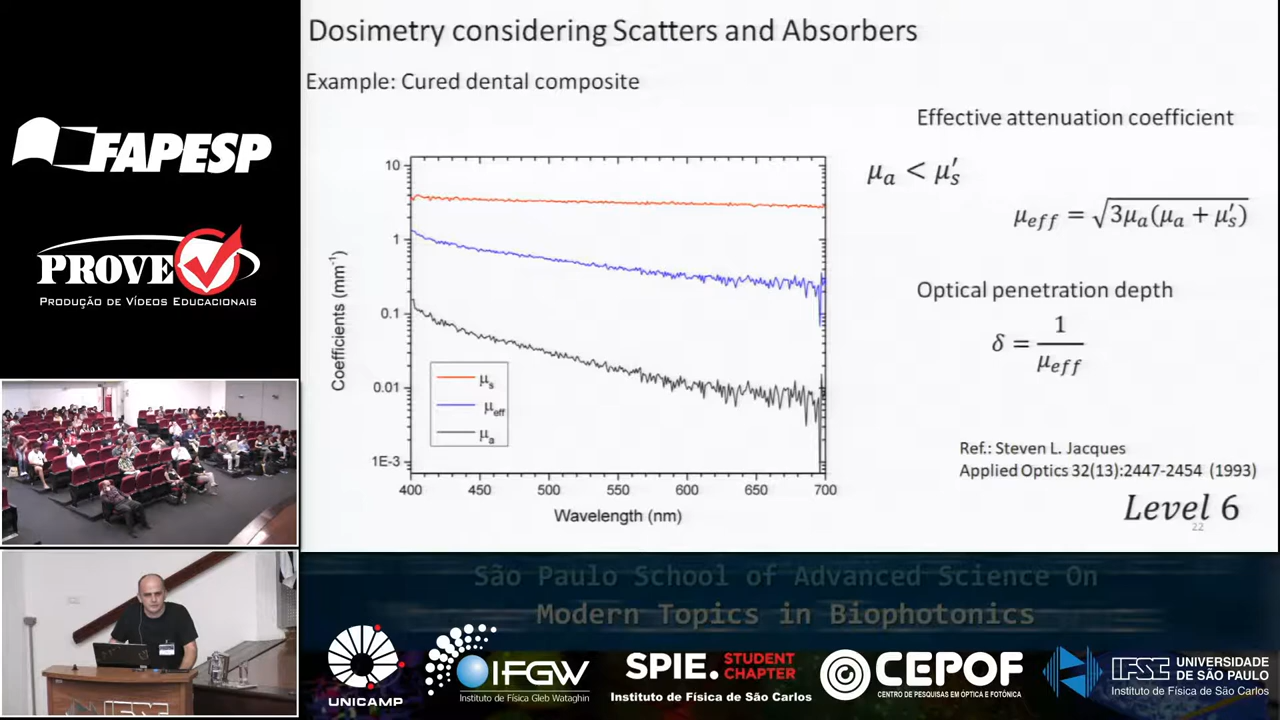 Dosimetry considering Scatters and Absorbers
Example: Cured dental composite
Effective attenuation coefficient
μa < μs′
μeff = √3μa(μa + μs′)
Optical penetration depth
δ = 1/μeff
Coefficients (mm-1)
10
1
0.1
0.01
1E-3
μs
μeff
μa
400 450 500 550 600 650 700
Wavelength (nm)
Ref.: Steven L. Jacques
Applied Optics 32(13):2447-2454 (1993)
Level 6
22
FAPESP
PROVE
PRODUÇÃO DE VÍDEOS EDUCACIONAIS
São Paulo School of Advanced Science On
Modern Topics in Biophotonics
UNICAMP
IFGW
Instituto de Física Gleb Wataghin
SPIE. STUDENT CHAPTER
Instituto de Física de São Carlos
CEPOF
CENTRO DE PESQUISAS EM ÓPTICA E FOTÔNICA
IFSC UNIVERSIDADE DE SÃO PAULO
Instituto de Física de São Carlos